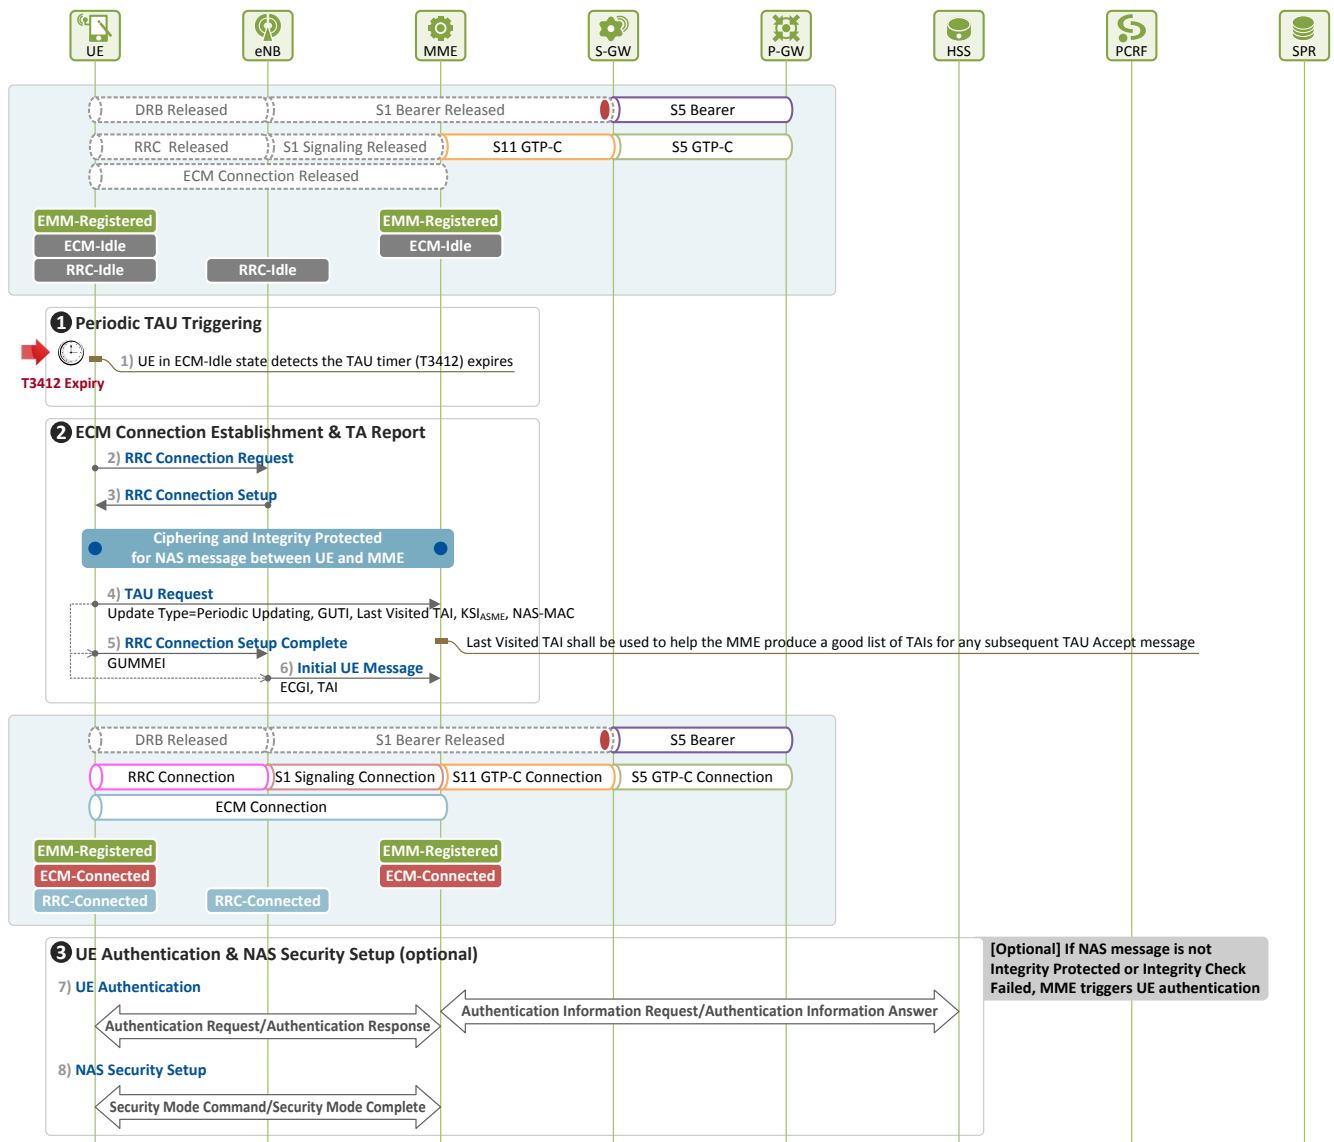 UE eNB MME S-GW P-GW HSS PCRF SPR
DRB Released S1 Bearer Released S5 Bearer
RRC Released S1 Signaling Released S11 GTP-C S5 GTP-C
ECM Connection Released
EMM-Registered EMM-Registered
ECM-Idle ECM-Idle
RRC-Idle RRC-Idle
1 Periodic TAU Triggering
1) UE in ECM-Idle state detects the TAU timer (T3412) expires
T3412 Expiry
2 ECM Connection Establishment & TA Report
2) RRC Connection Request
3) RRC Connection Setup
Ciphering and Integrity Protected
for NAS message between UE and MME
4) TAU Request
Update Type=Periodic Updating, GUTI, Last Visited TAI, KSIASME, NAS-MAC
5) RRC Connection Setup Complete
Last Visited TAI shall be used to help the MME produce a good list of TAIs for any subsequent TAU Accept message
GUMMEI
6) Initial UE Message
ECGI, TAI
DRB Released S1 Bearer Released S5 Bearer
RRC Connection S1 Signaling Connection S11 GTP-C Connection S5 GTP-C Connection
ECM Connection
EMM-Registered EMM-Registered
ECM-Connected ECM-Connected
RRC-Connected RRC-Connected
3 UE Authentication & NAS Security Setup (optional)
[Optional] If NAS message is not
Integrity Protected or Integrity Check
Failed, MME triggers UE authentication
7) UE Authentication
Authentication Information Request/Authentication Information Answer
Authentication Request/Authentication Response
8) NAS Security Setup
Security Mode Command/Security Mode Complete